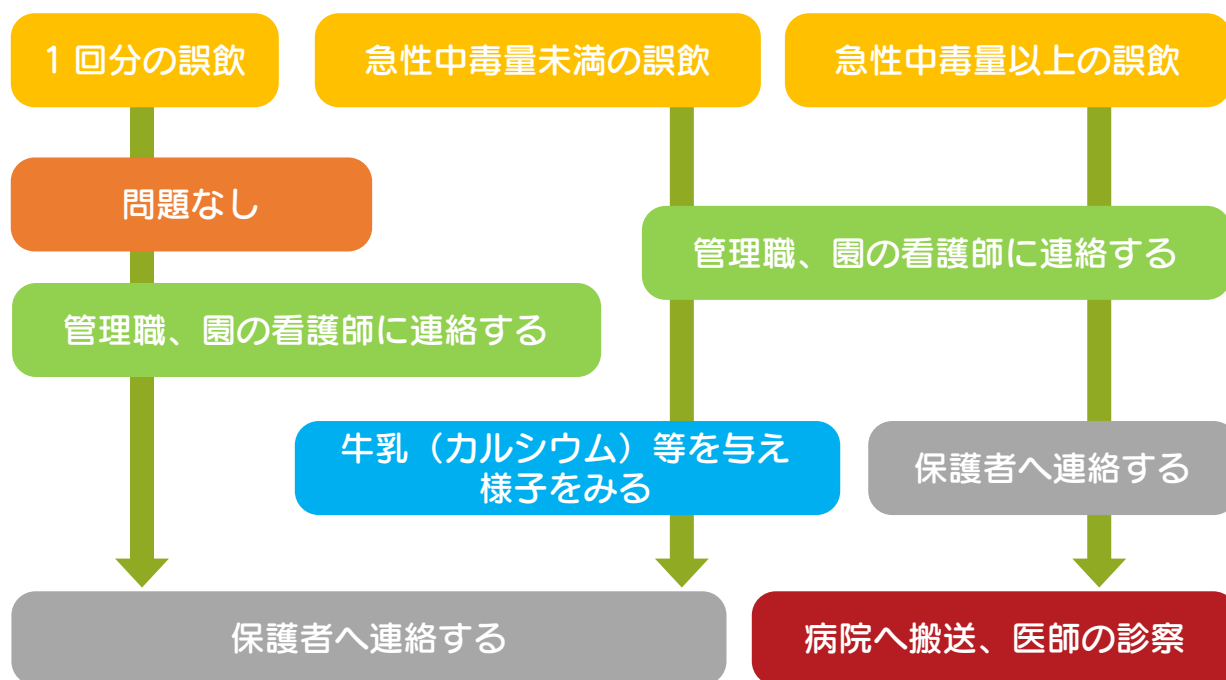 1回分の誤飲
急性中毒量未満の誤飲
急性中毒量以上の誤飲
問題なし
管理職、園の看護師に連絡する
管理職、園の看護師に連絡する
牛乳（カルシウム）等を与え
様子をみる
保護者へ連絡する
保護者へ連絡する
病院へ搬送、医師の診察